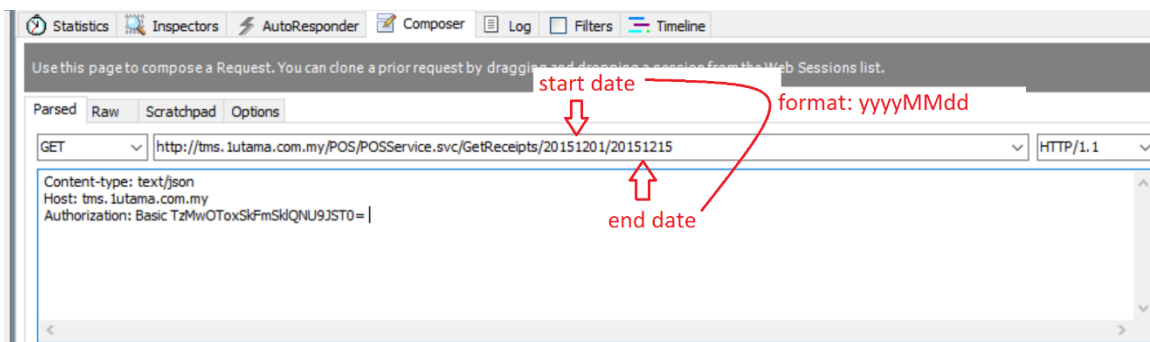 Statistics Inspectors AutoResponder Composer Log Filters Timeline
Use this page to compose a Request. You can clone a prior request by dragging and dropping a session from the Web Sessions list.
start date
format: yyyyMMdd
Parsed Raw Scratchpad Options
GET http://tms.1utama.com.my/POS/POSService.svc/GetReceipts/20151201/20151215 HTTP/1.1
Content-type: text/json
Host: tms.1utama.com.my
Authorization: Basic TzMwOToxSkFmSklQNU9JST0=
end date